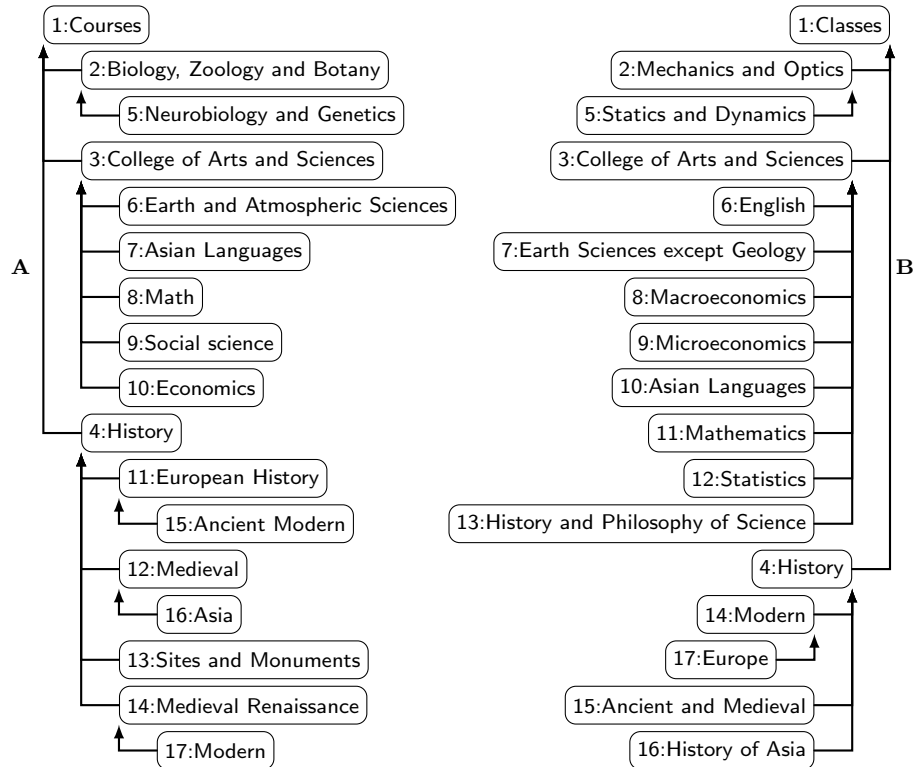 1:Courses
2:Biology, Zoology and Botany
5:Neurobiology and Genetics
3:College of Arts and Sciences
6:Earth and Atmospheric Sciences
7:Asian Languages
A
8:Math
9:Social science
10:Economics
4:History
11:European History
15:Ancient Modern
12:Medieval
16:Asia
13:Sites and Monuments
14:Medieval Renaissance
17:Modern
1:Classes
2:Mechanics and Optics
5:Statics and Dynamics
3:College of Arts and Sciences
6:English
7:Earth Sciences except Geology
B
8:Macroeconomics
9:Microeconomics
10:Asian Languages
11:Mathematics
12:Statistics
13:History and Philosophy of Science
4:History
14:Modern
17:Europe
15:Ancient and Medieval
16:History of Asia